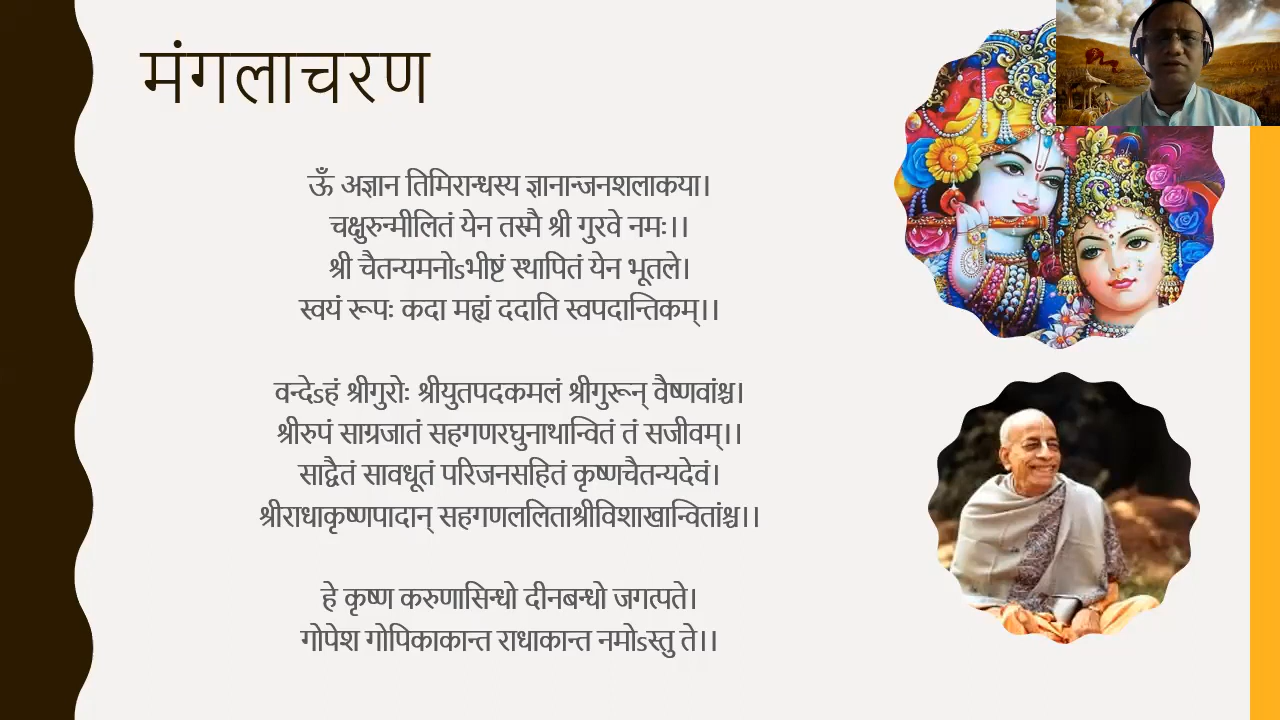 मंगलाचरण
ऊँ अज्ञान तिमिरान्धस्य ज्ञानान्जनशलाकया।
चक्षुरुन्मीलितं येन तस्मै श्री गुरवे नमः।।
श्री चैतन्यमनोऽभीष्टं स्थापितं येन भूतले।
स्वयं रूपः कदा मह्यं ददाति स्वपदान्तिकम्।।
वन्देऽहं श्रीगुरोः श्रीयुतपदकमलं श्रीगुरून् वैष्णवांश्च।
श्रीरुपं साग्रजातं सहगणरघुनाथान्वितं तं सजीवम्।।
साद्वैतं सावधूतं परिजनसहितं कृष्णचैतन्यदेवं।
श्रीराधाकृष्णपादान् सहगणललिताश्रीविशाखान्वितांश्च।।
हे कृष्ण करुणासिन्धो दीनबन्धो जगत्पते।
गोपेश गोपिकाकान्त राधाकान्त नमोऽस्तु ते।।